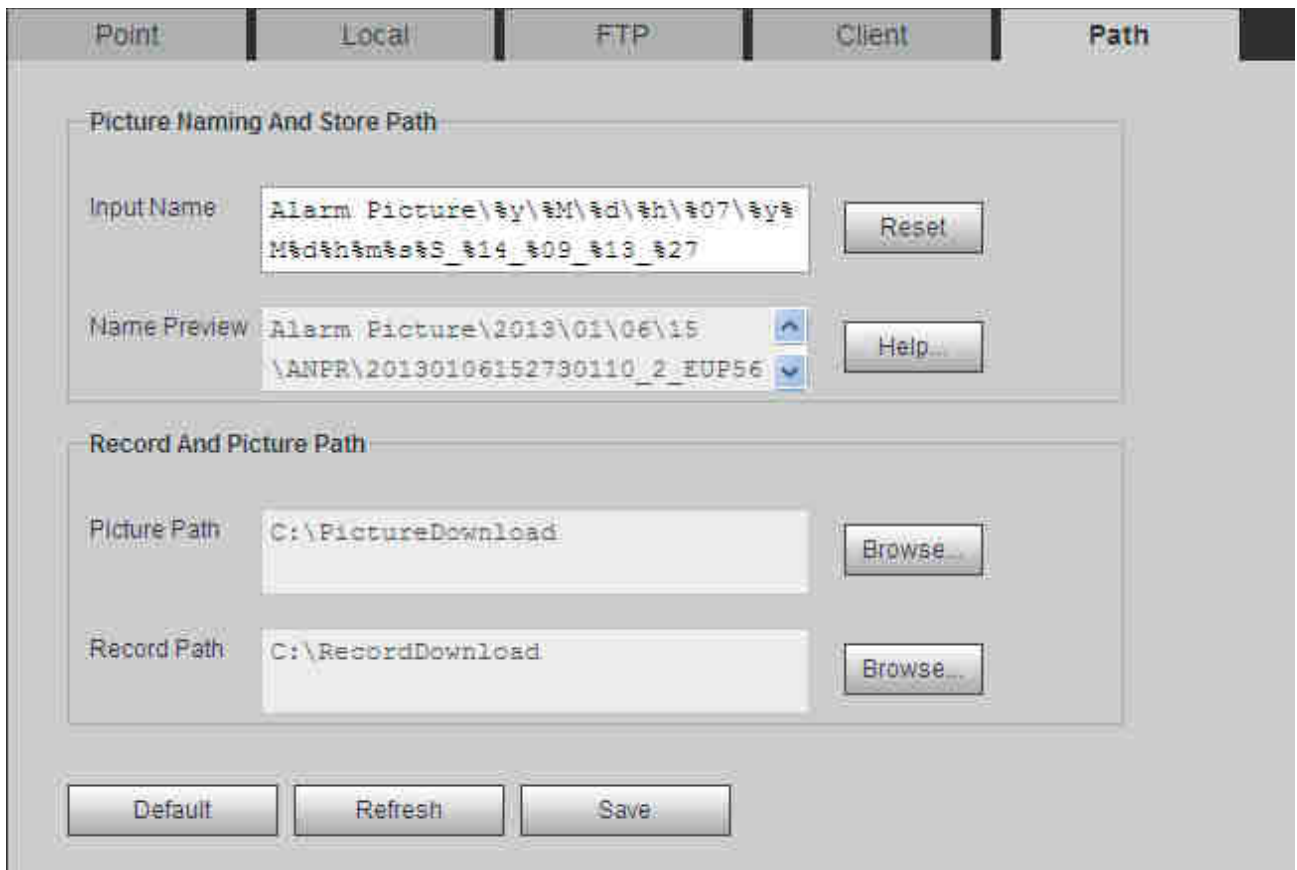 Point Local FTP Client Path
Picture Naming And Store Path
Input Name
Alarm Picture\%y\%M\%d\%h\%07\%y%
M%d%h%m%s%S_%14_%09_%13_%27
Reset
Name Preview
Alarm Picture\2013\01\06\15
\ANPR\20130106152730110_2_EUP56
Help...
Record And Picture Path
Picture Path
C:\PictureDownload
Browse...
Record Path
C:\RecordDownload
Browse...
Default Refresh Save